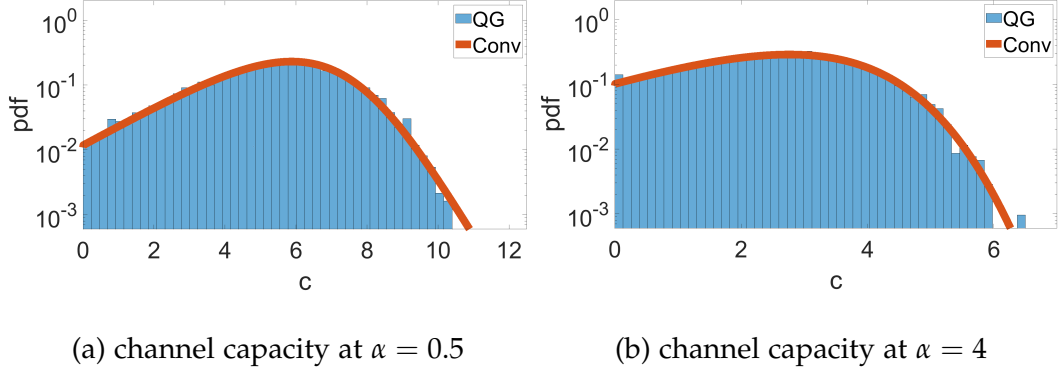 10^0
10^-1
10^-2
10^-3
pdf
QG
Conv
0 2 4 6 8 10 12
c
10^0
10^-1
10^-2
10^-3
pdf
QG
Conv
0 2 4 6
c
(a) channel capacity at α = 0.5
(b) channel capacity at α = 4